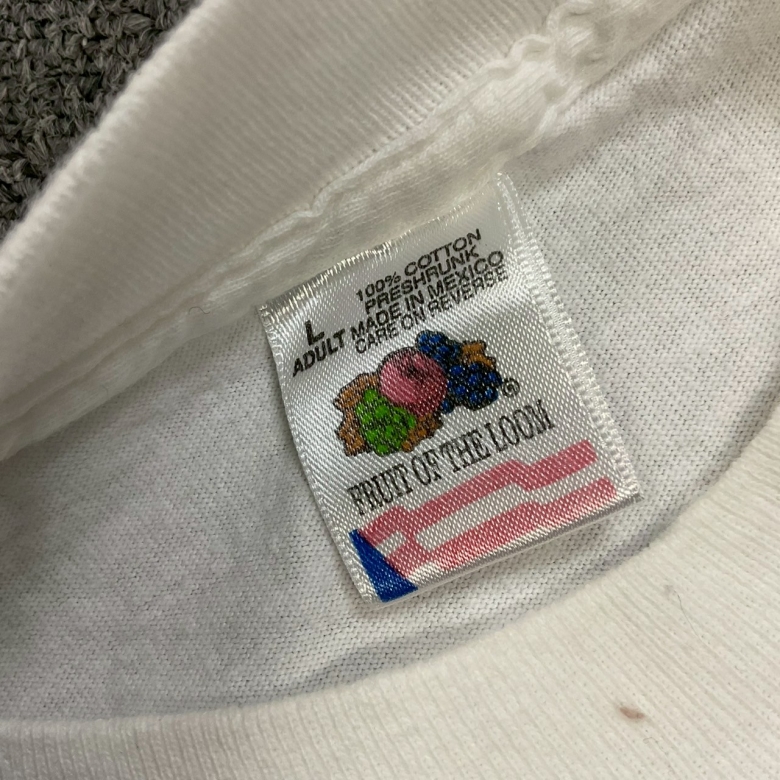 100% COTTON
PRESHRUNK
MADE IN MEXICO
CARE ON REVERSE
L
ADULT
®
FRUIT OF THE LOOM